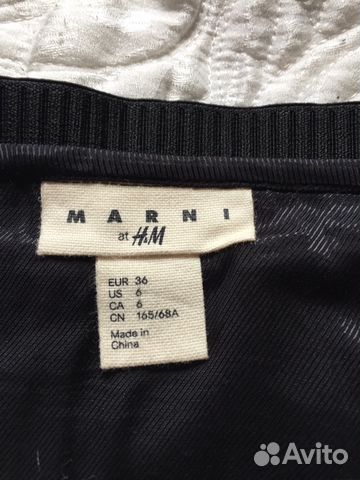 MARNI
at H&M
EUR 36
US 6
CA 6
CN 165/68A
Made in
China
Avito